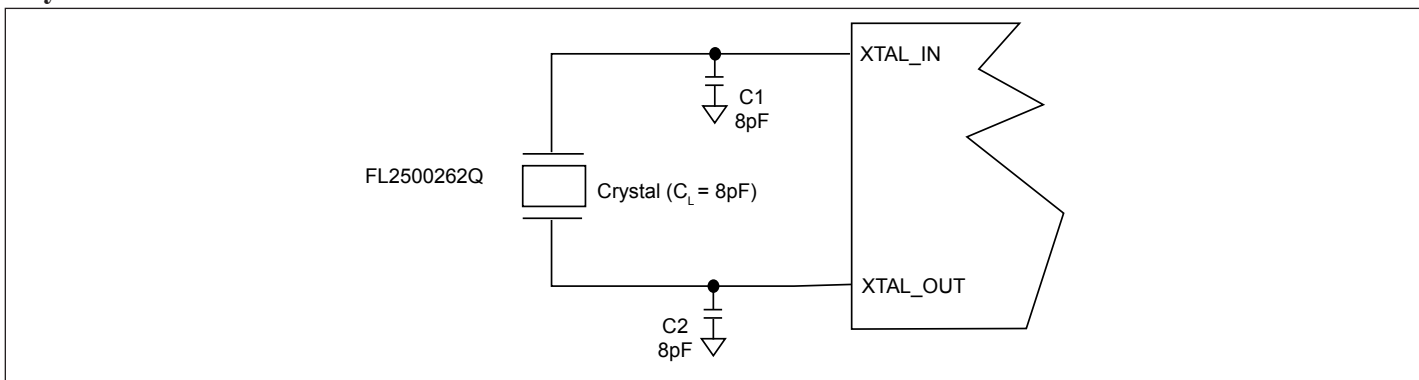 XTAL_IN
C1
8pF
FL2500262Q
Crystal (C_L = 8pF)
XTAL_OUT
C2
8pF